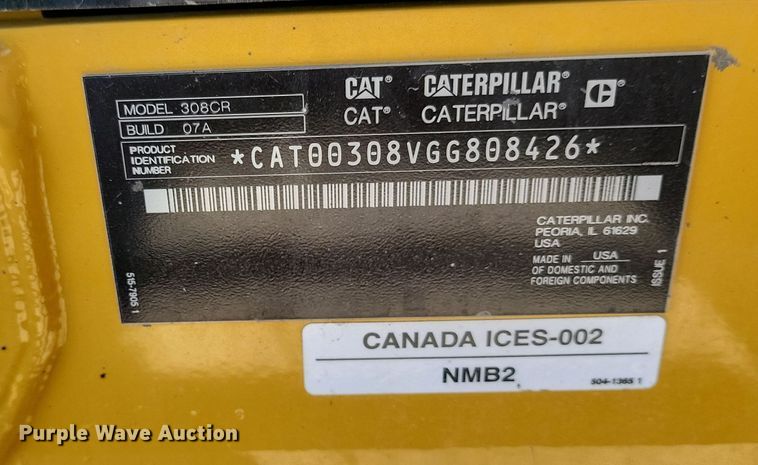 CAT® CATERPILLAR®
CAT® CATERPILLAR®
C
MODEL 308CR
BUILD 07A
PRODUCT
IDENTIFICATION
NUMBER
*CAT00308VGG808426*
CATERPILLAR INC.
PEORIA, IL 61629
USA
MADE IN USA
OF DOMESTIC AND
FOREIGN COMPONENTS
ISSUE 1
515-7905 1
CANADA ICES-002
NMB2
504-1365 1
Purple Wave Auction